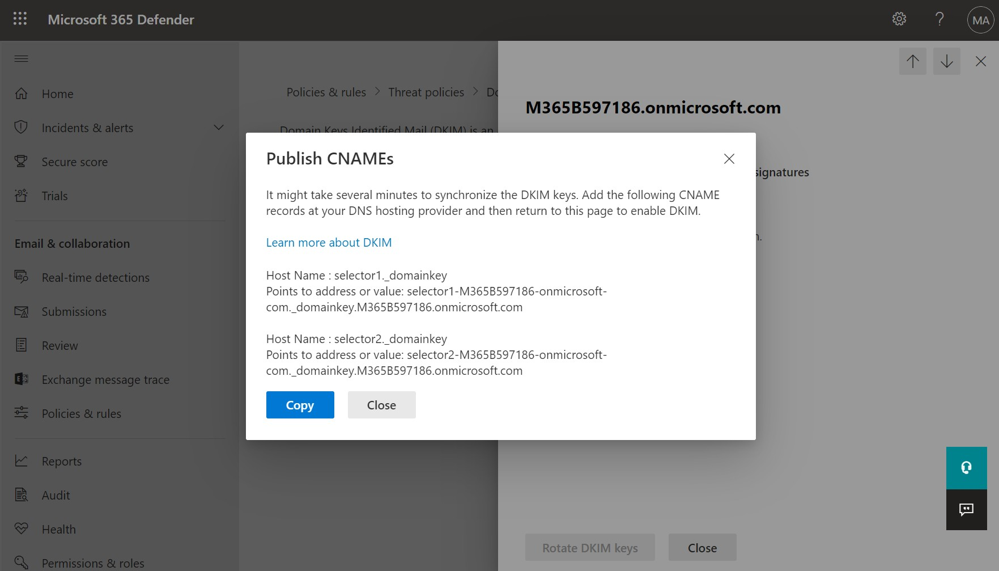 Microsoft 365 Defender
?
MA
Home
Incidents & alerts
Secure score
Trials
Email & collaboration
Real-time detections
Submissions
Review
Exchange message trace
Policies & rules
Reports
Audit
Health
Permissions & roles
Policies & rules > Threat policies >
Domain Keys Identified Mail (DKIM) is an
M365B597186.onmicrosoft.com
signatures
Publish CNAMEs
It might take several minutes to synchronize the DKIM keys. Add the following CNAME
records at your DNS hosting provider and then return to this page to enable DKIM.
Learn more about DKIM
Host Name : selector1._domainkey
Points to address or value: selector1-M365B597186-onmicrosoft-
com._domainkey.M365B597186.onmicrosoft.com
Host Name : selector2._domainkey
Points to address or value: selector2-M365B597186-onmicrosoft-
com._domainkey.M365B597186.onmicrosoft.com
Copy
Close
Rotate DKIM keys
Close